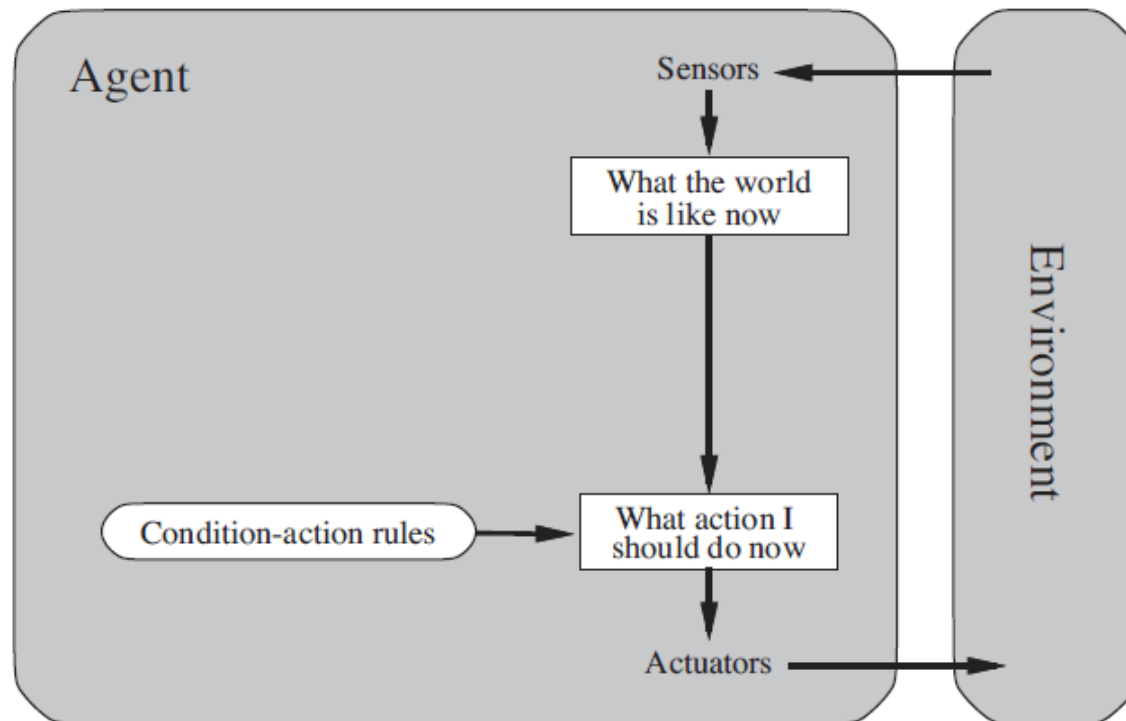 Agent
Sensors
What the world
is like now
Environment
Condition-action rules
What action I
should do now
Actuators